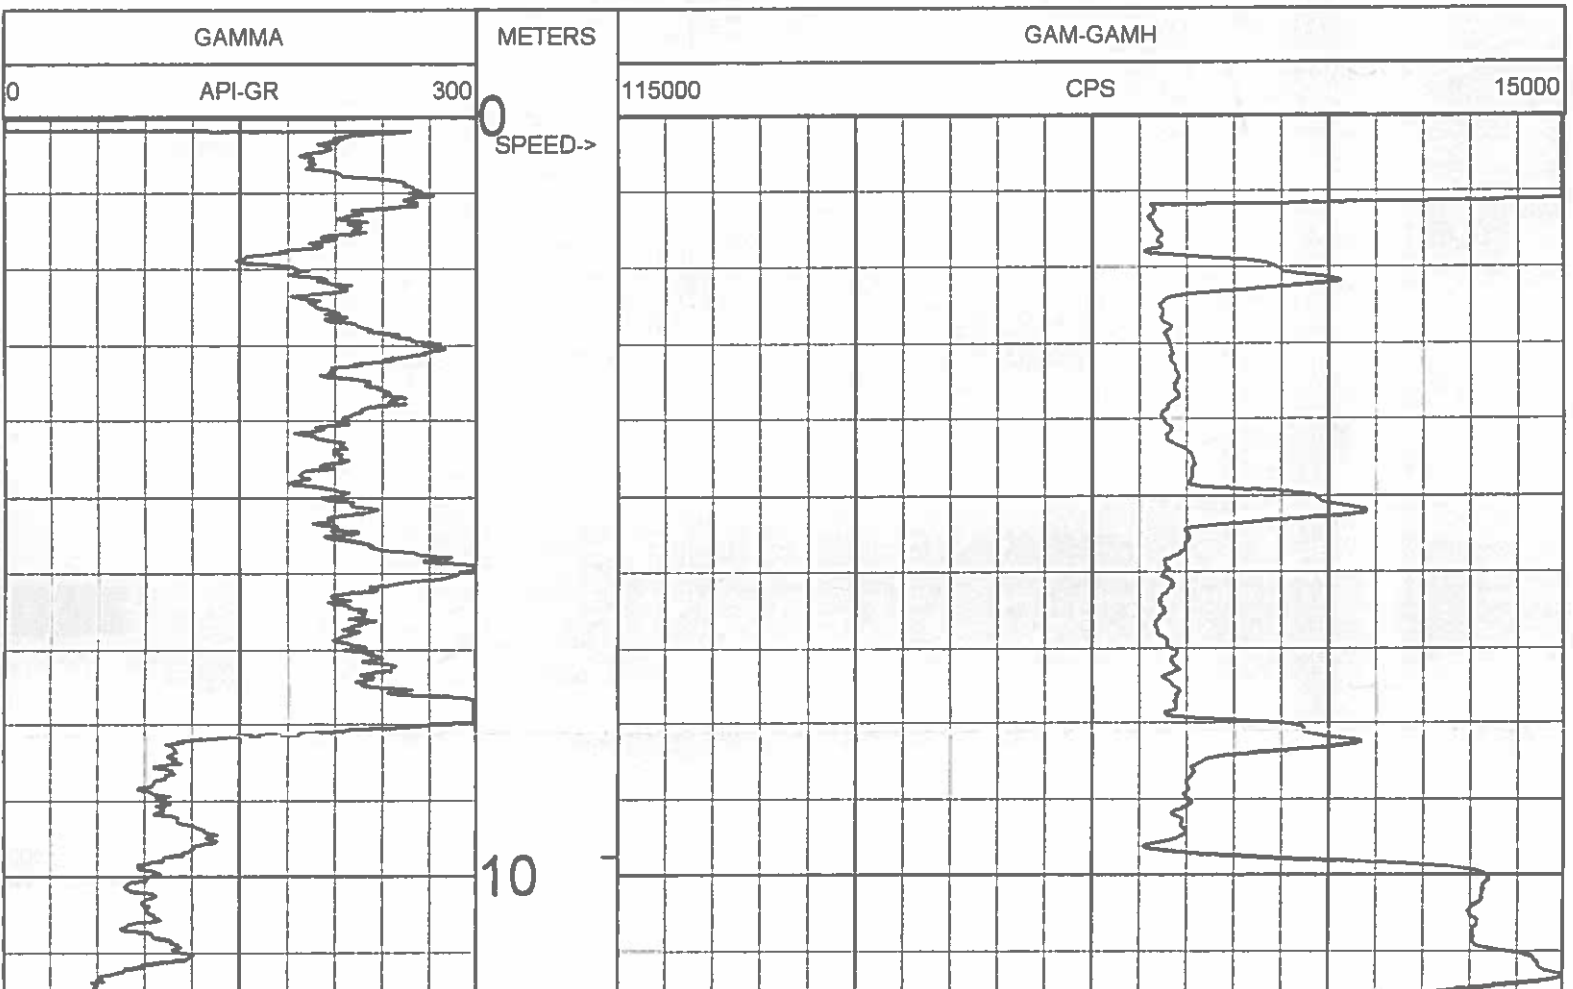 GAMMA METERS GAM-GAMH
0 API-GR 300 115000 CPS 15000
0
SPEED->
10